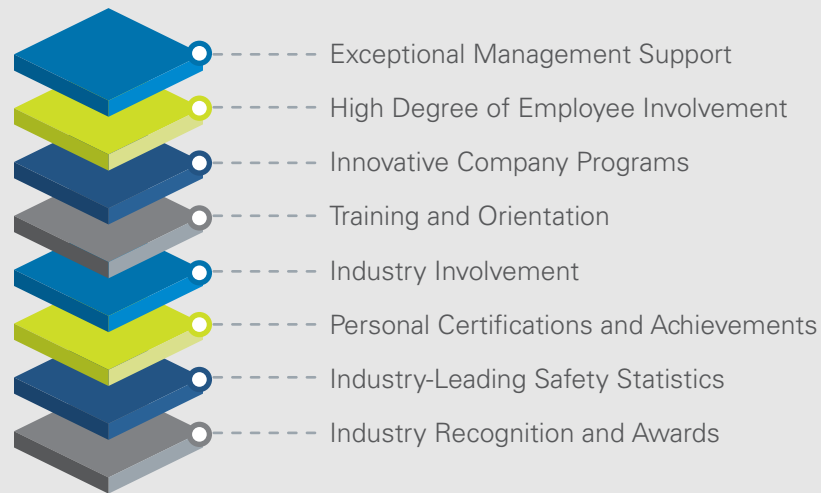 Exceptional Management Support
High Degree of Employee Involvement
Innovative Company Programs
Training and Orientation
Industry Involvement
Personal Certifications and Achievements
Industry-Leading Safety Statistics
Industry Recognition and Awards